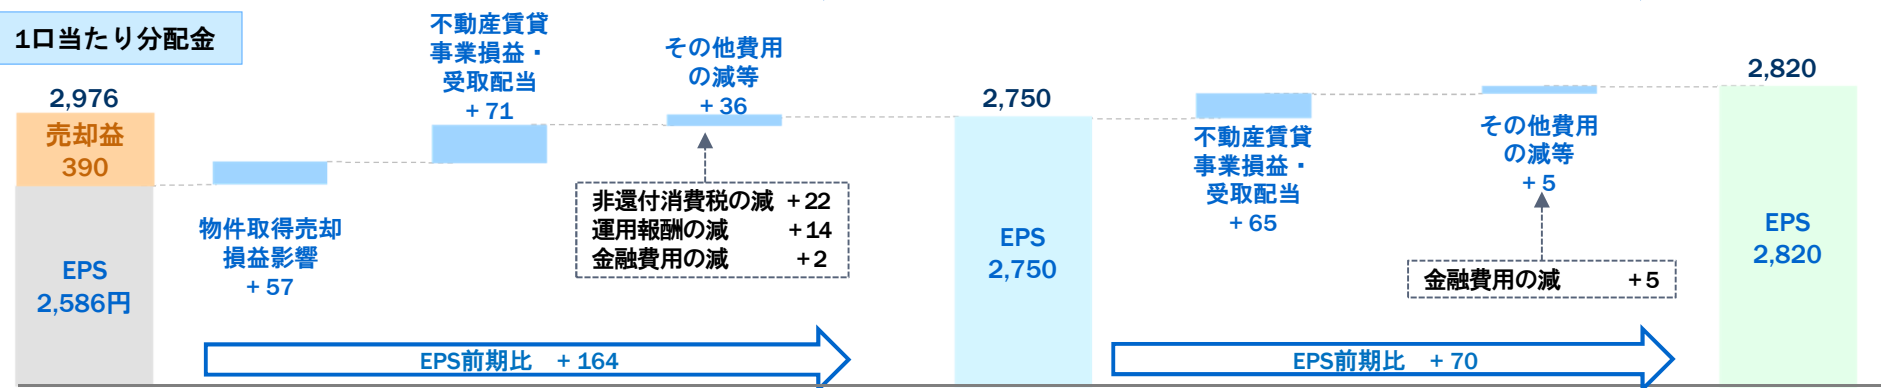 1口当たり分配金
2,976
売却益
390
EPS
2,586円
物件取得売却
損益影響
+ 57
不動産賃貸
事業損益・
受取配当
+ 71
その他費用
の減等
+ 36
非還付消費税の減 +22
運用報酬の減 +14
金融費用の減 +2
EPS前期比 + 164
2,750
EPS
2,750
不動産賃貸
事業損益・
受取配当
+ 65
その他費用
の減等
+ 5
金融費用の減 +5
EPS前期比 + 70
2,820
EPS
2,820